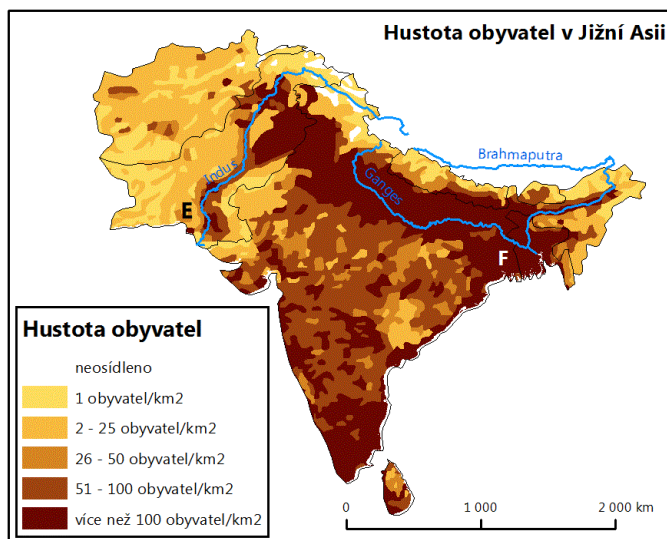 Hustota obyvatel v Jižní Asii
Brahmaputra
Indus
Ganges
E
F
Hustota obyvatel
neosídleno
1 obyvatel/km2
2 - 25 obyvatel/km2
26 - 50 obyvatel/km2
51 - 100 obyvatel/km2
více než 100 obyvatel/km2
0 1 000 2 000 km